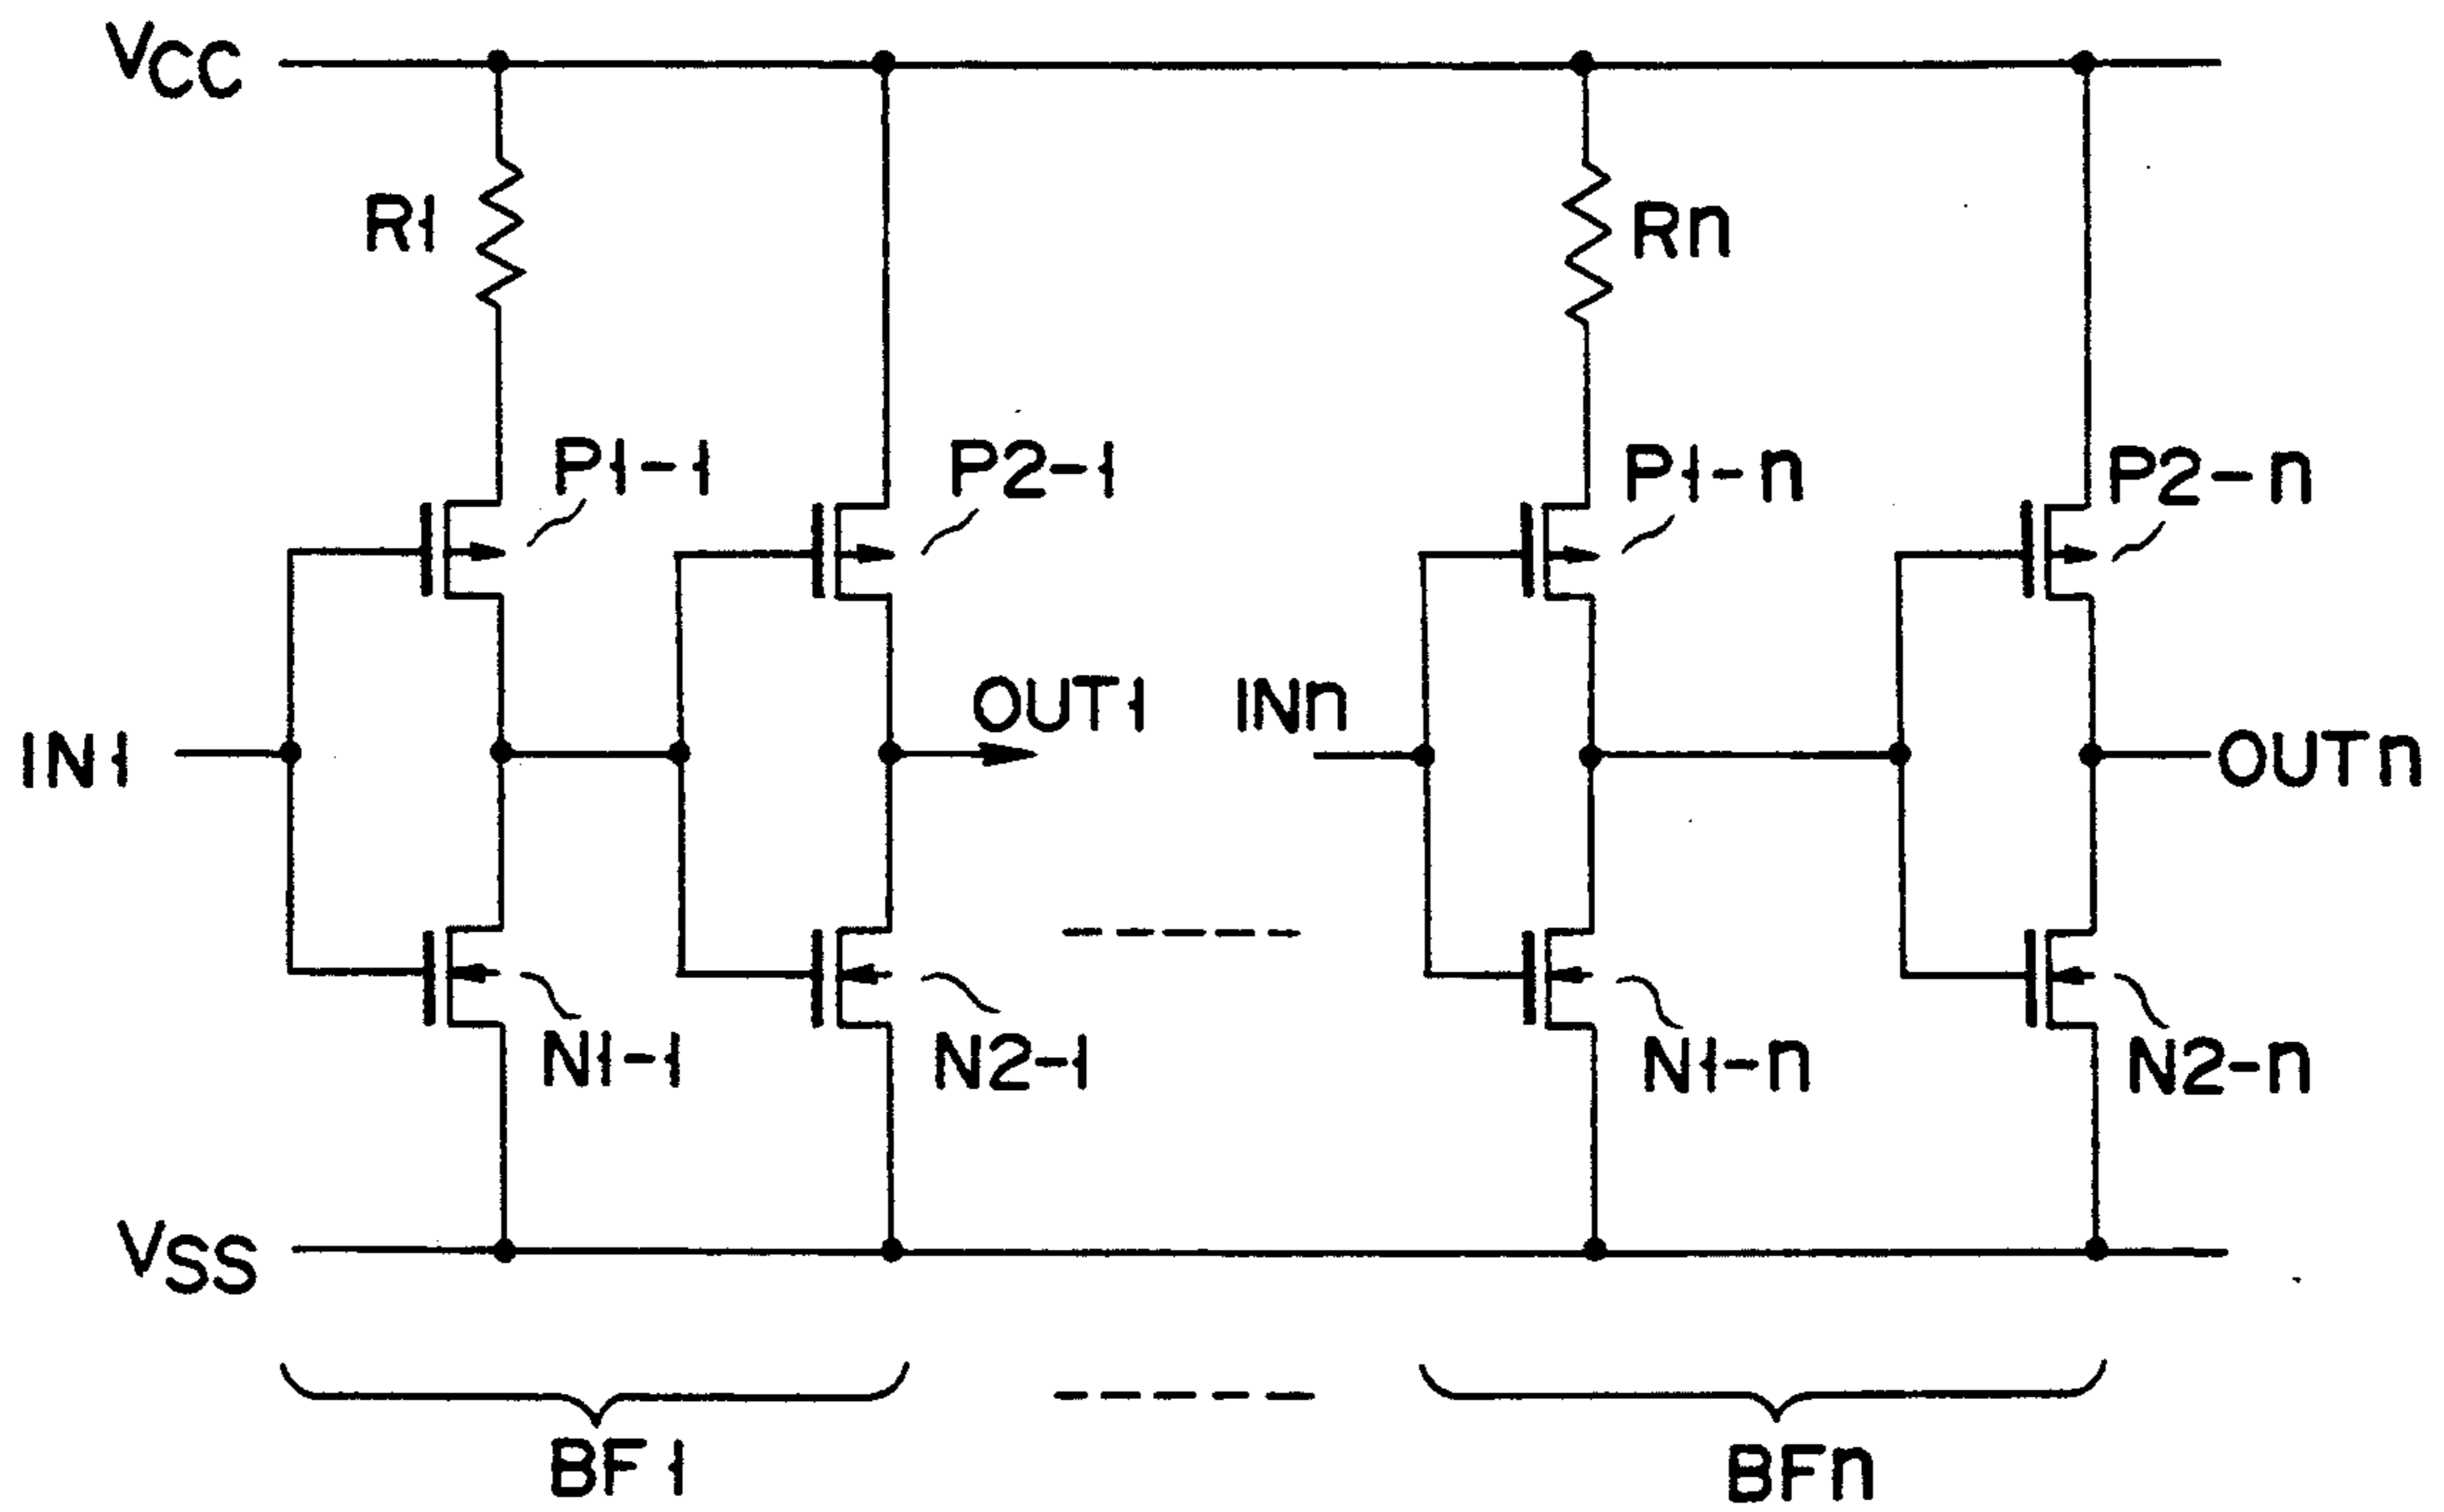 VCC
R1
Rn
P1-1
P2-1
P1-n
P2-n
IN1
OUT1
INn
OUTn
N1-1
N2-1
N1-n
N2-n
VSS
BF1
BFn